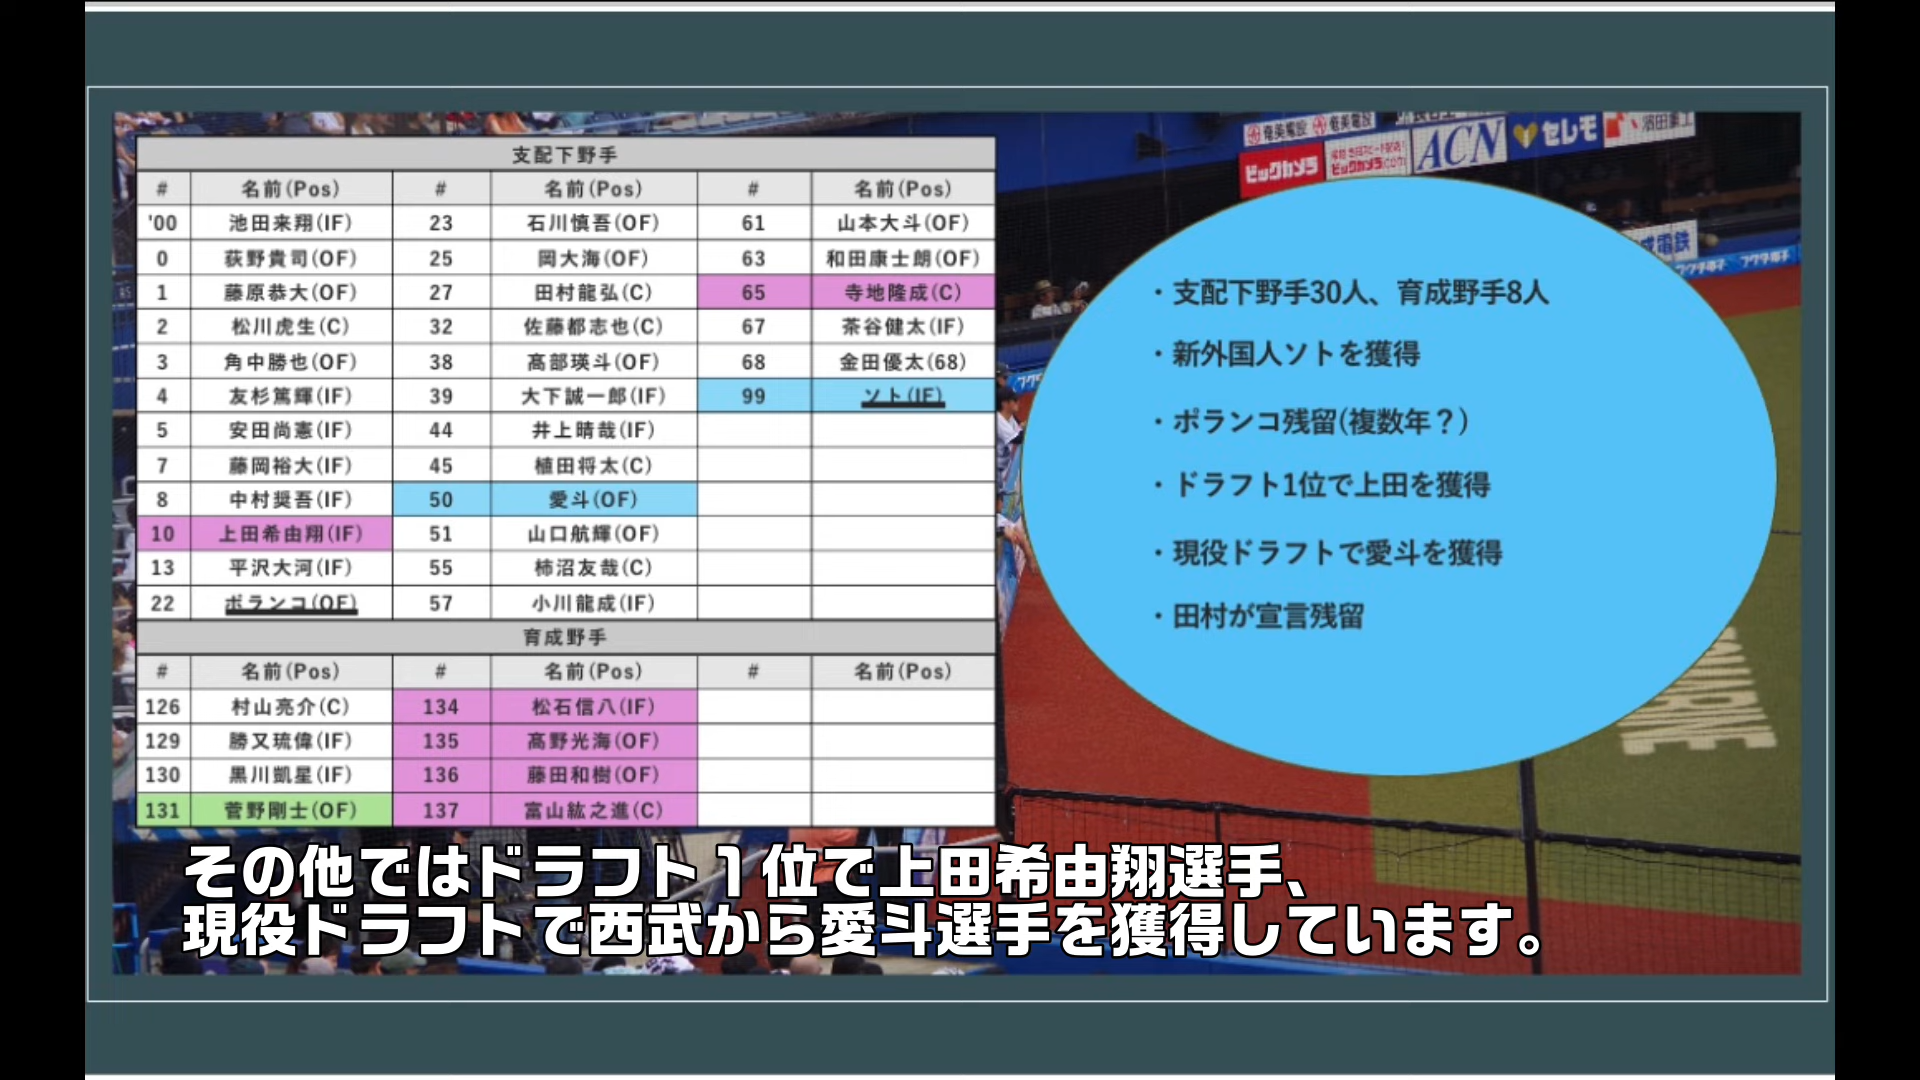 支配下野手
# 名前(Pos) # 名前(Pos) # 名前(Pos)
'00 池田来翔(IF) 23 石川慎吾(OF) 61 山本大斗(OF)
0 荻野貴司(OF) 25 岡大海(OF) 63 和田康士朗(OF)
1 藤原恭大(OF) 27 田村龍弘(C) 65 寺地隆成(C)
2 松川虎生(C) 32 佐藤都志也(C) 67 茶谷健太(IF)
3 角中勝也(OF) 38 髙部瑛斗(OF) 68 金田優太(68)
4 友杉篤輝(IF) 39 大下誠一郎(IF) 99 ソト(IF)
5 安田尚憲(IF) 44 井上晴哉(IF)
7 藤岡裕大(IF) 45 植田将太(C)
8 中村奨吾(IF) 50 愛斗(OF)
10 上田希由翔(IF) 51 山口航輝(OF)
13 平沢大河(IF) 55 柿沼友哉(C)
22 ポランコ(OF) 57 小川龍成(IF)
育成野手
# 名前(Pos) # 名前(Pos) # 名前(Pos)
126 村山亮介(C) 134 松石信八(IF)
129 勝又琉偉(IF) 135 髙野光海(OF)
130 黒川凱星(IF) 136 藤田和樹(OF)
131 菅野剛士(OF) 137 富山紘之進(C)
・支配下野手30人、育成野手8人
・新外国人ソトを獲得
・ポランコ残留(複数年？)
・ドラフト1位で上田を獲得
・現役ドラフトで愛斗を獲得
・田村が宣言残留
奄美電設 奄美電設
ビックカメラ
ビックカメラ.com
ACN
セレモ
その他ではドラフト１位で上田希由翔選手、
現役ドラフトで西武から愛斗選手を獲得しています。